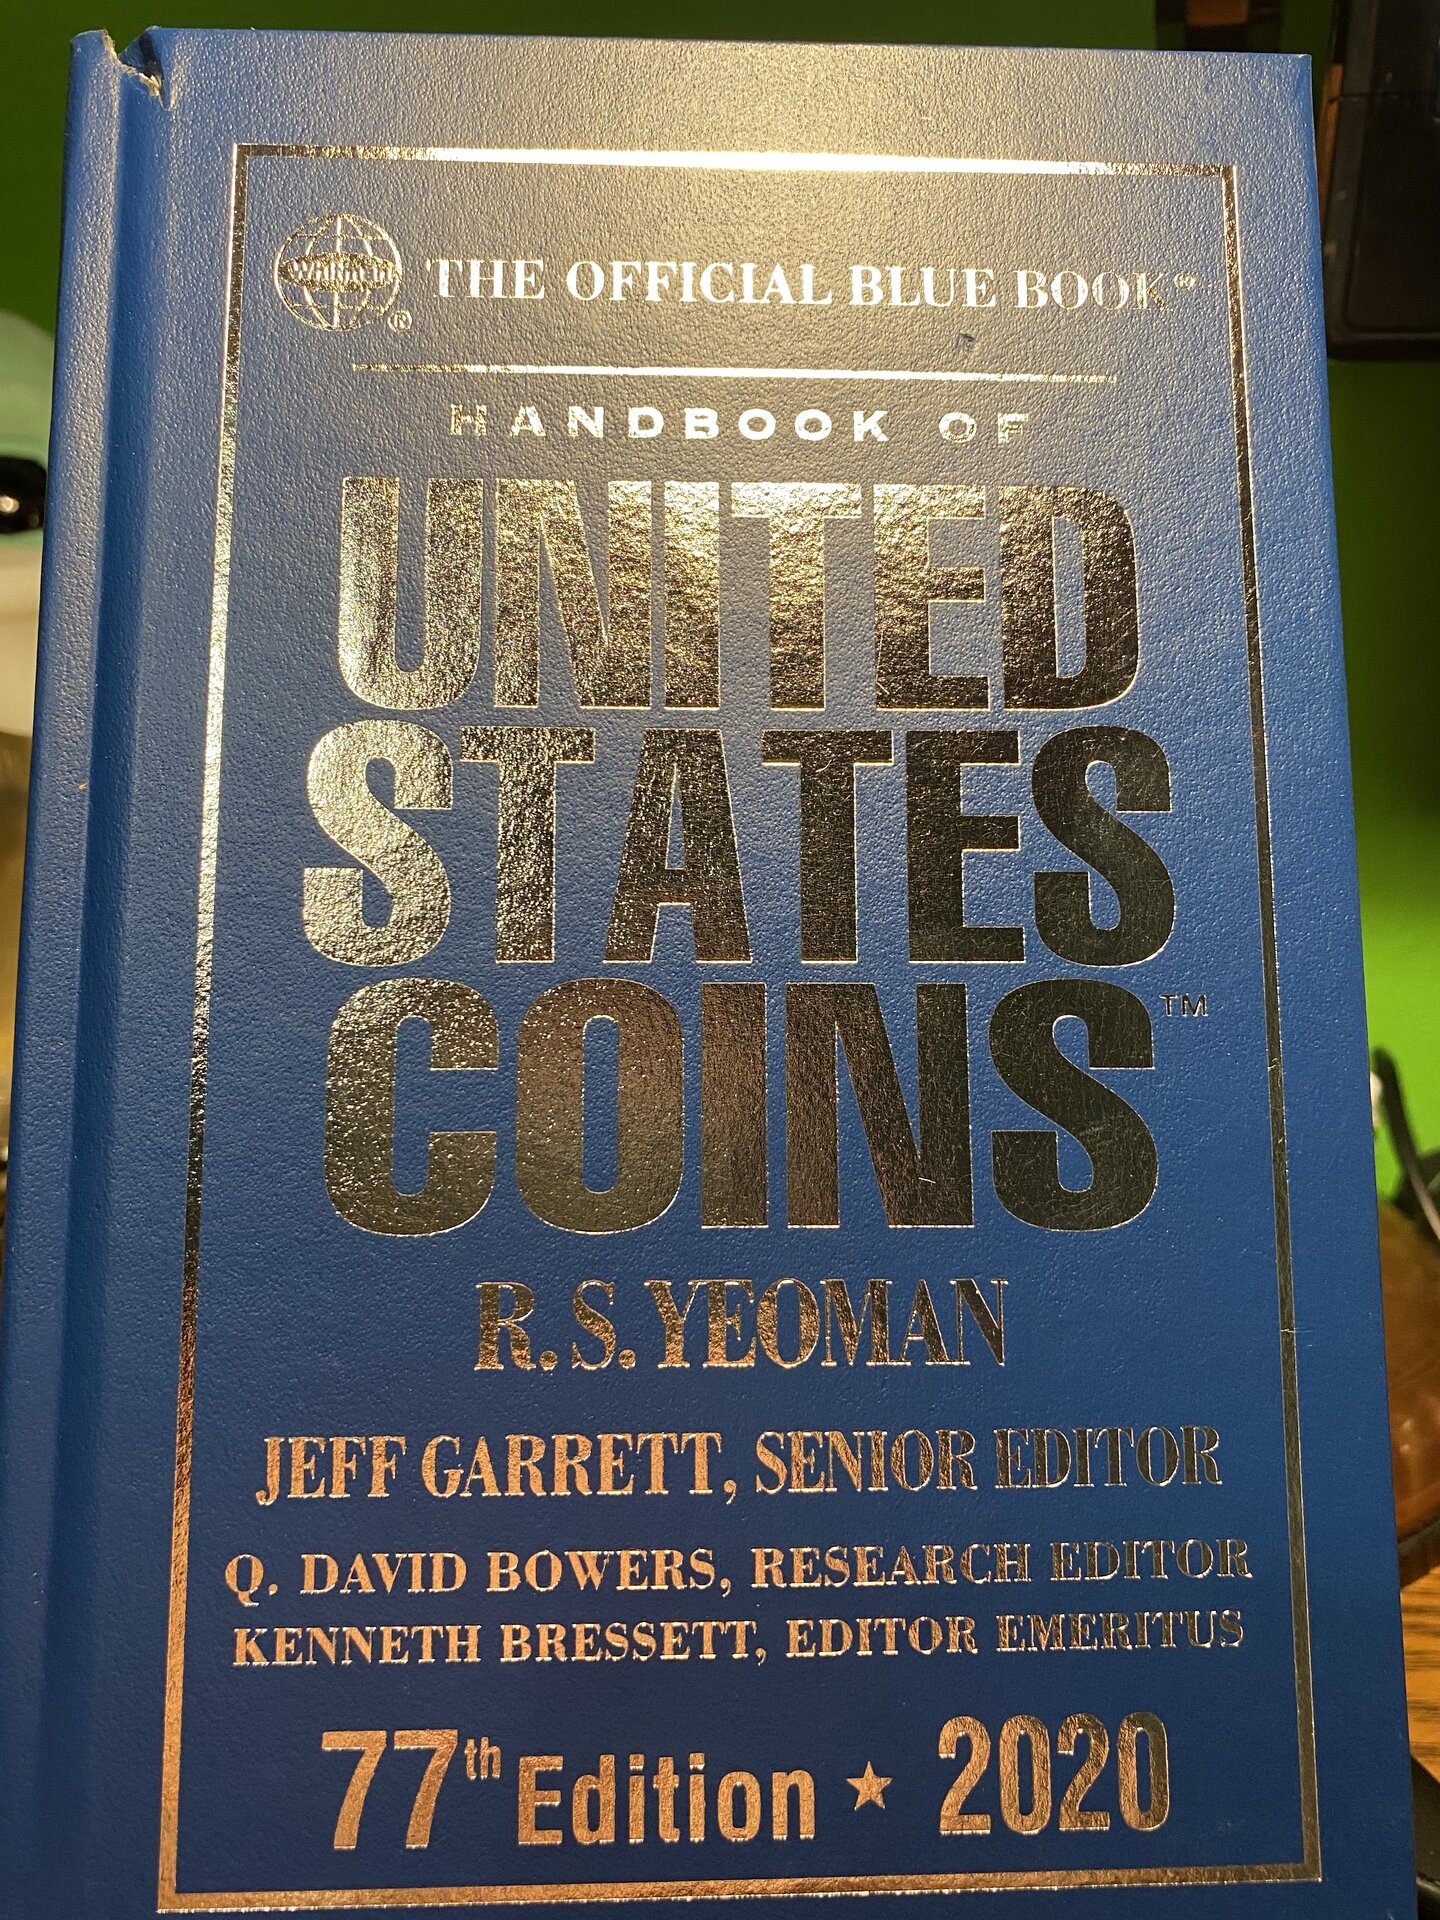 WHITMAN ® THE OFFICIAL BLUE BOOK®
HANDBOOK OF
UNITED
STATES
COINS™
R. S. YEOMAN
JEFF GARRETT, SENIOR EDITOR
Q. DAVID BOWERS, RESEARCH EDITOR
KENNETH BRESSETT, EDITOR EMERITUS
77th Edition ★ 2020